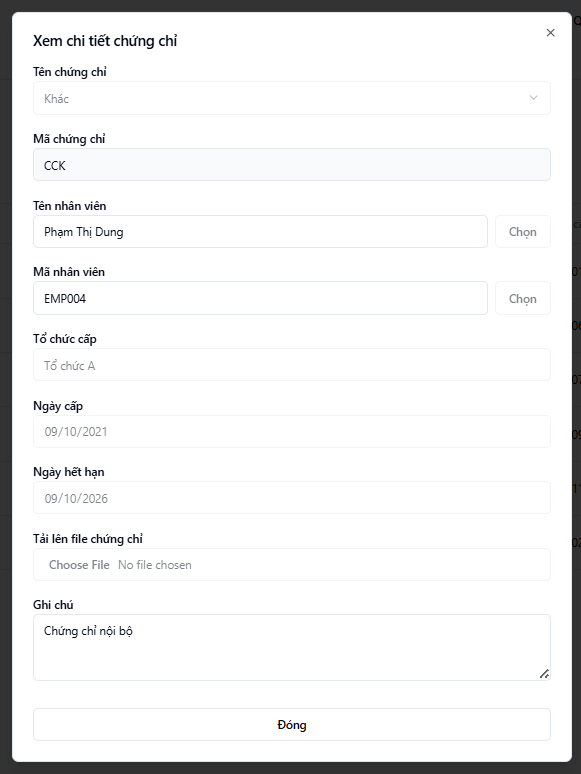 Xem chi tiết chứng chỉ
Tên chứng chỉ
Khác
Mã chứng chỉ
CCK
Tên nhân viên
Phạm Thị Dung
Chọn
Mã nhân viên
EMP004
Chọn
Tổ chức cấp
Tổ chức A
Ngày cấp
09/10/2021
Ngày hết hạn
09/10/2026
Tải lên file chứng chỉ
Choose File No file chosen
Ghi chú
Chứng chỉ nội bộ
Đóng